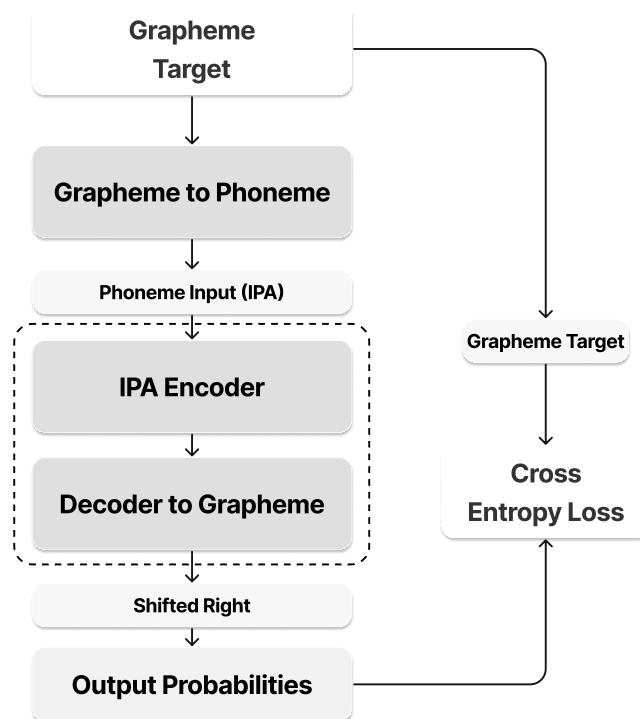 Grapheme
Target
Grapheme to Phoneme
Phoneme Input (IPA)
IPA Encoder
Decoder to Grapheme
Shifted Right
Output Probabilities
Grapheme Target
Cross
Entropy Loss